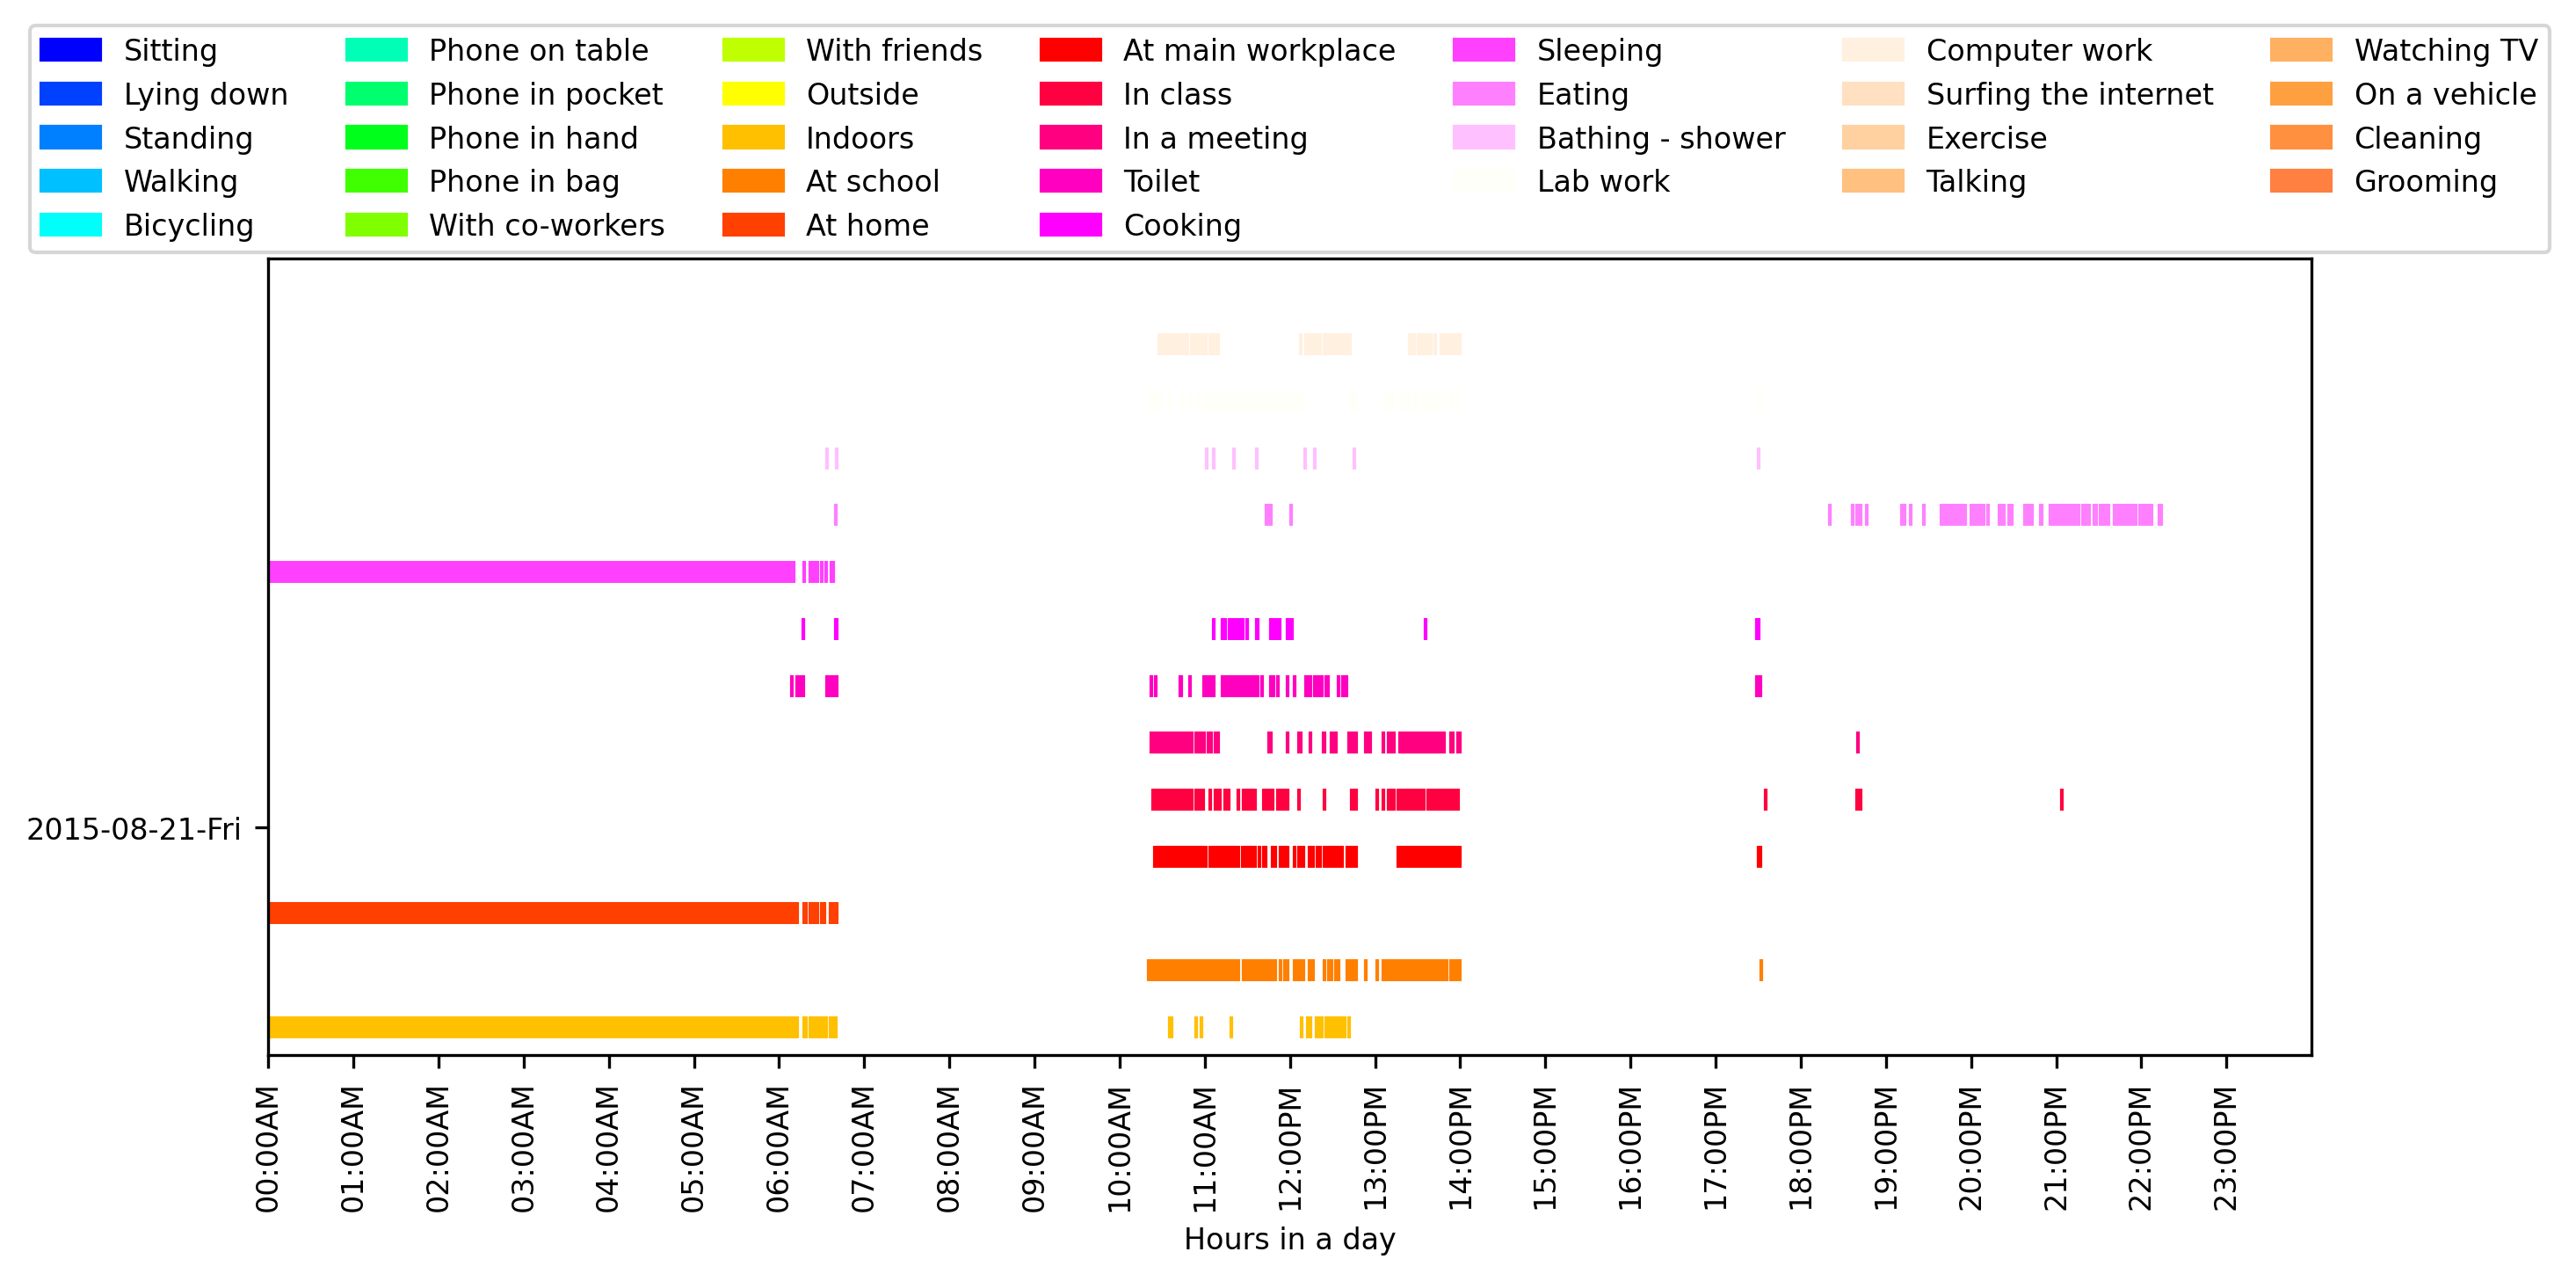 Sitting Phone on table With friends At main workplace Sleeping Computer work Watching TV
Lying down Phone in pocket Outside In class Eating Surfing the internet On a vehicle
Standing Phone in hand Indoors In a meeting Bathing - shower Exercise Cleaning
Walking Phone in bag At school Toilet Lab work Talking Grooming
Bicycling With co-workers At home Cooking
2015-08-21-Fri
00:00AM
01:00AM
02:00AM
03:00AM
04:00AM
05:00AM
06:00AM
07:00AM
08:00AM
09:00AM
10:00AM
11:00AM
12:00PM
13:00PM
14:00PM
15:00PM
16:00PM
17:00PM
18:00PM
19:00PM
20:00PM
21:00PM
22:00PM
23:00PM
Hours in a day